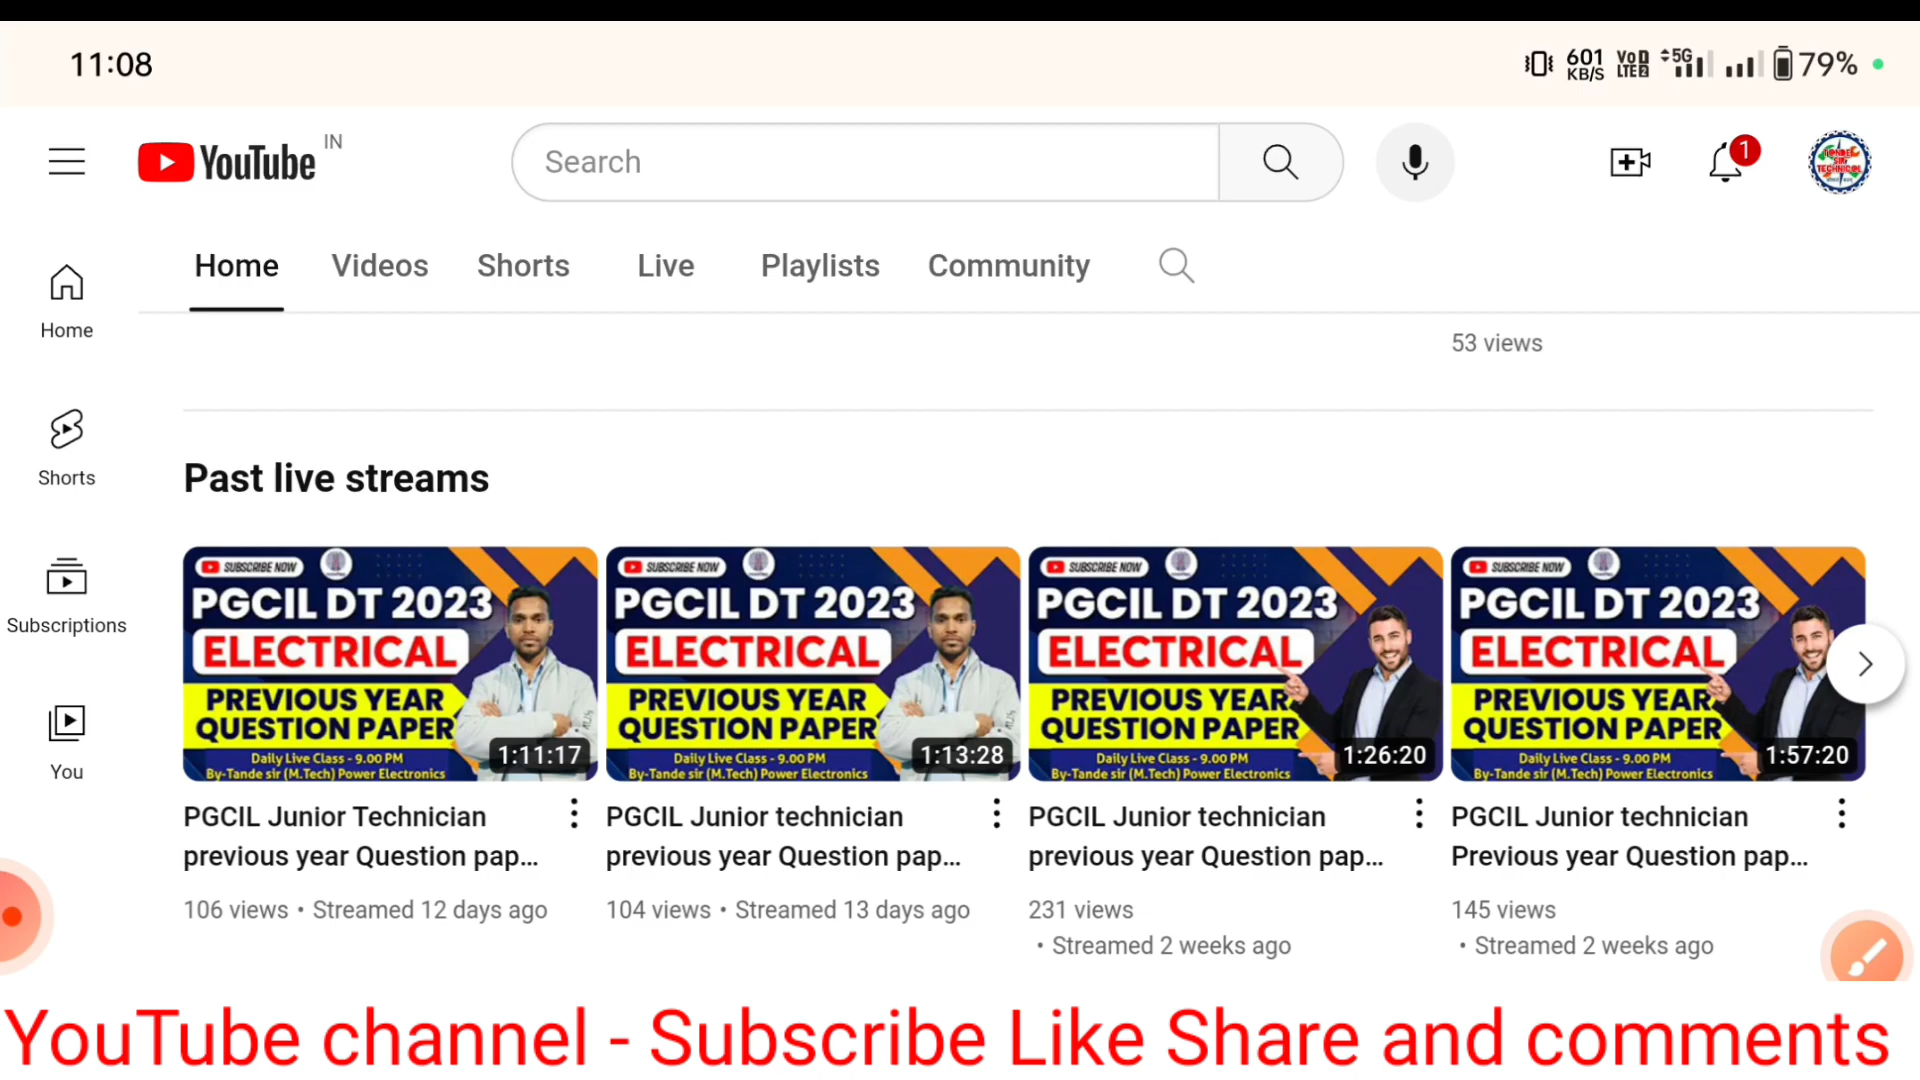 11:08
601 KB/S VoD LTE2 5G 79%
YouTube IN
Search
1
Home Videos Shorts Live Playlists Community
Home
Shorts
Subscriptions
You
53 views
Past live streams
SUBSCRIBE NOW
PGCIL DT 2023
ELECTRICAL
PREVIOUS YEAR
QUESTION PAPER
Daily Live Class - 9.00 PM
By-Tande sir (M.Tech) Power Electronics
1:11:17
PGCIL Junior Technician
previous year Question pap...
106 views • Streamed 12 days ago
SUBSCRIBE NOW
PGCIL DT 2023
ELECTRICAL
PREVIOUS YEAR
QUESTION PAPER
Daily Live Class - 9.00 PM
By-Tande sir (M.Tech) Power Electronics
1:13:28
PGCIL Junior technician
previous year Question pap...
104 views • Streamed 13 days ago
SUBSCRIBE NOW
PGCIL DT 2023
ELECTRICAL
PREVIOUS YEAR
QUESTION PAPER
Daily Live Class - 9.00 PM
By-Tande sir (M.Tech) Power Electronics
1:26:20
PGCIL Junior technician
previous year Question pap...
231 views
• Streamed 2 weeks ago
SUBSCRIBE NOW
PGCIL DT 2023
ELECTRICAL
PREVIOUS YEAR
QUESTION PAPER
Daily Live Class - 9.00 PM
By-Tande sir (M.Tech) Power Electronics
1:57:20
PGCIL Junior technician
Previous year Question pap...
145 views
• Streamed 2 weeks ago
YouTube channel - Subscribe Like Share and comments